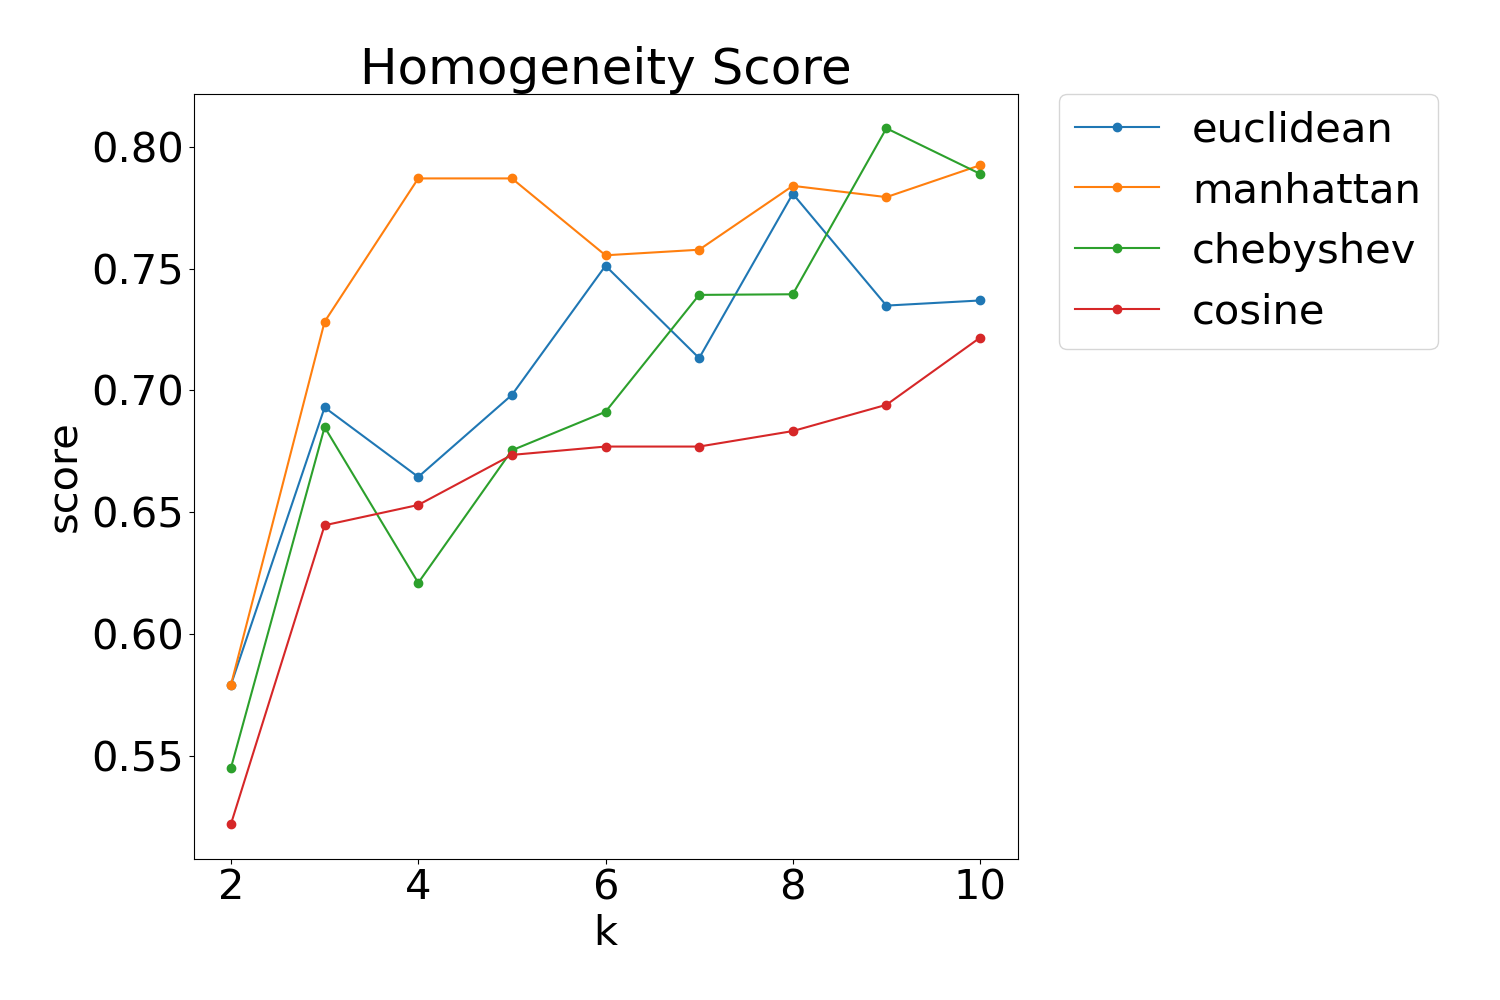 Homogeneity Score
0.80
0.75
0.70
0.65
0.60
0.55
score
2 4 6 8 10
k
euclidean
manhattan
chebyshev
cosine